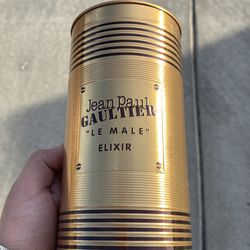 Jean Paul
GAULTIER
"LE MALE"
ELIXIR